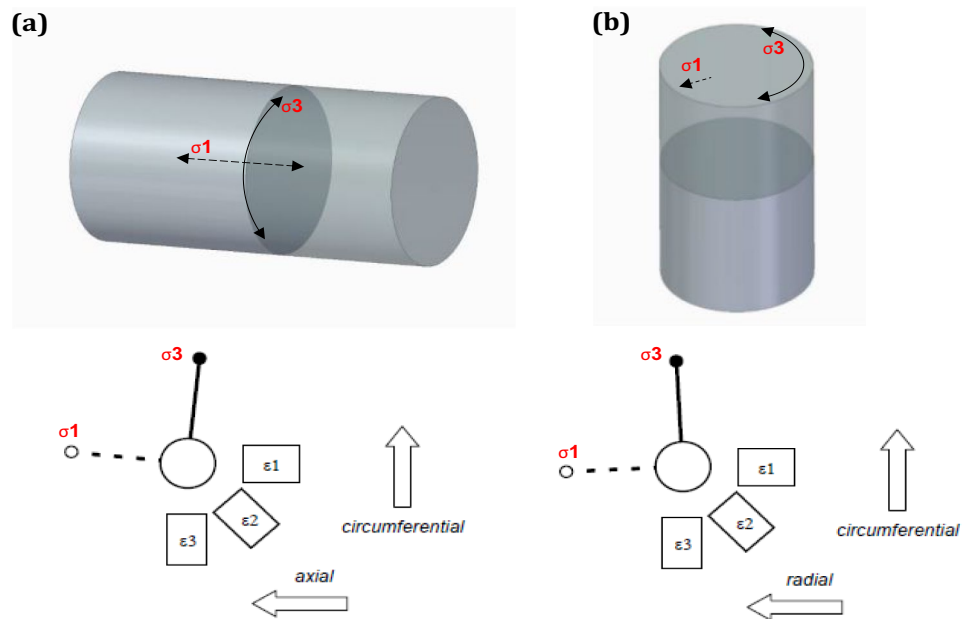 (a)
σ3
σ1
σ3
σ1
ε1
ε2
ε3
circumferential
axial
(b)
σ3
σ1
σ3
σ1
ε1
ε2
ε3
circumferential
radial